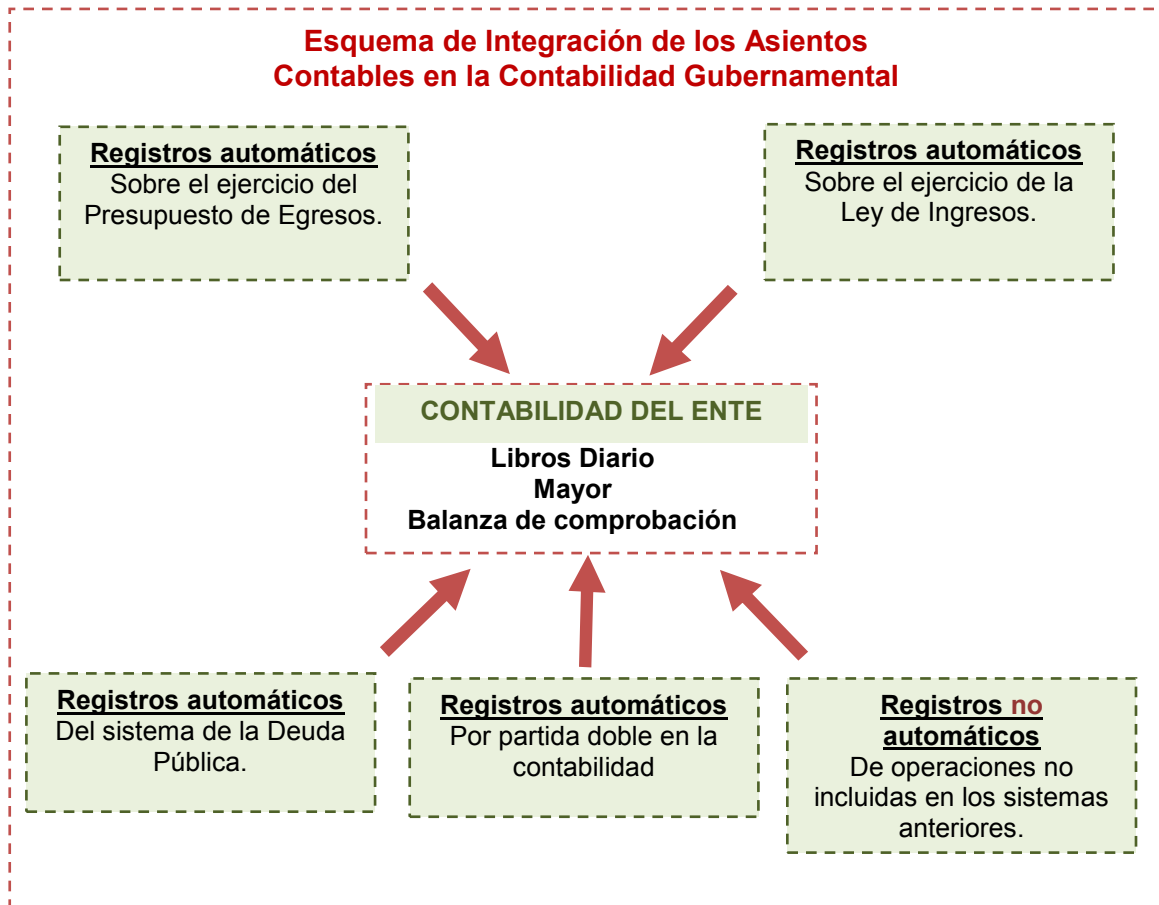 Esquema de Integración de los Asientos
Contables en la Contabilidad Gubernamental
Registros automáticos
Sobre el ejercicio del
Presupuesto de Egresos.
Registros automáticos
Sobre el ejercicio de la
Ley de Ingresos.
CONTABILIDAD DEL ENTE
Libros Diario
Mayor
Balanza de comprobación
Registros automáticos
Del sistema de la Deuda
Pública.
Registros automáticos
Por partida doble en la
contabilidad
Registros no
automáticos
De operaciones no
incluidas en los sistemas
anteriores.